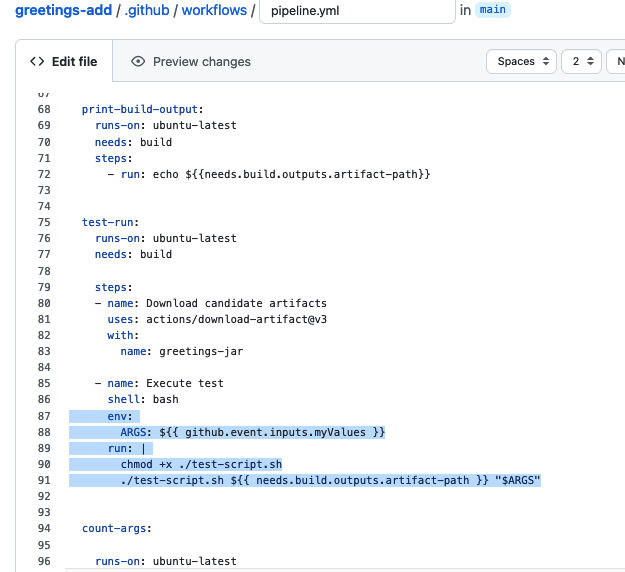 greetings-add / .github / workflows / pipeline.yml in main
<> Edit file Preview changes Spaces 2 N
67
68 print-build-output:
69 runs-on: ubuntu-latest
70 needs: build
71 steps:
72 - run: echo ${{needs.build.outputs.artifact-path}}
73
74
75 test-run:
76 runs-on: ubuntu-latest
77 needs: build
78
79 steps:
80 - name: Download candidate artifacts
81 uses: actions/download-artifact@v3
82 with:
83 name: greetings-jar
84
85 - name: Execute test
86 shell: bash
87 env:
88 ARGS: ${{ github.event.inputs.myValues }}
89 run: |
90 chmod +x ./test-script.sh
91 ./test-script.sh ${{ needs.build.outputs.artifact-path }} "$ARGS"
92
93
94 count-args:
95
96 runs-on: ubuntu-latest